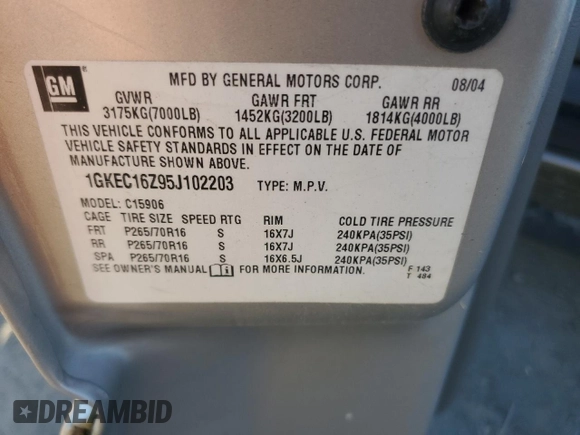 GM
MFD BY GENERAL MOTORS CORP. 08/04
GVWR GAWR FRT GAWR RR
3175KG(7000LB) 1452KG(3200LB) 1814KG(4000LB)
THIS VEHICLE CONFORMS TO ALL APPLICABLE U.S. FEDERAL MOTOR
VEHICLE SAFETY STANDARDS IN EFFECT ON THE DATE OF
MANUFACTURE SHOWN ABOVE.
1GKEC16Z95J102203 TYPE: M.P.V.
MODEL: C15906
CAGE TIRE SIZE SPEED RTG RIM COLD TIRE PRESSURE
FRT P265/70R16 S 16X7J 240KPA(35PSI)
RR P265/70R16 S 16X7J 240KPA(35PSI)
SPA P265/70R16 S 16X6.5J 240KPA(35PSI)
SEE OWNER'S MANUAL FOR MORE INFORMATION. F 143
T 484
DREAMBID